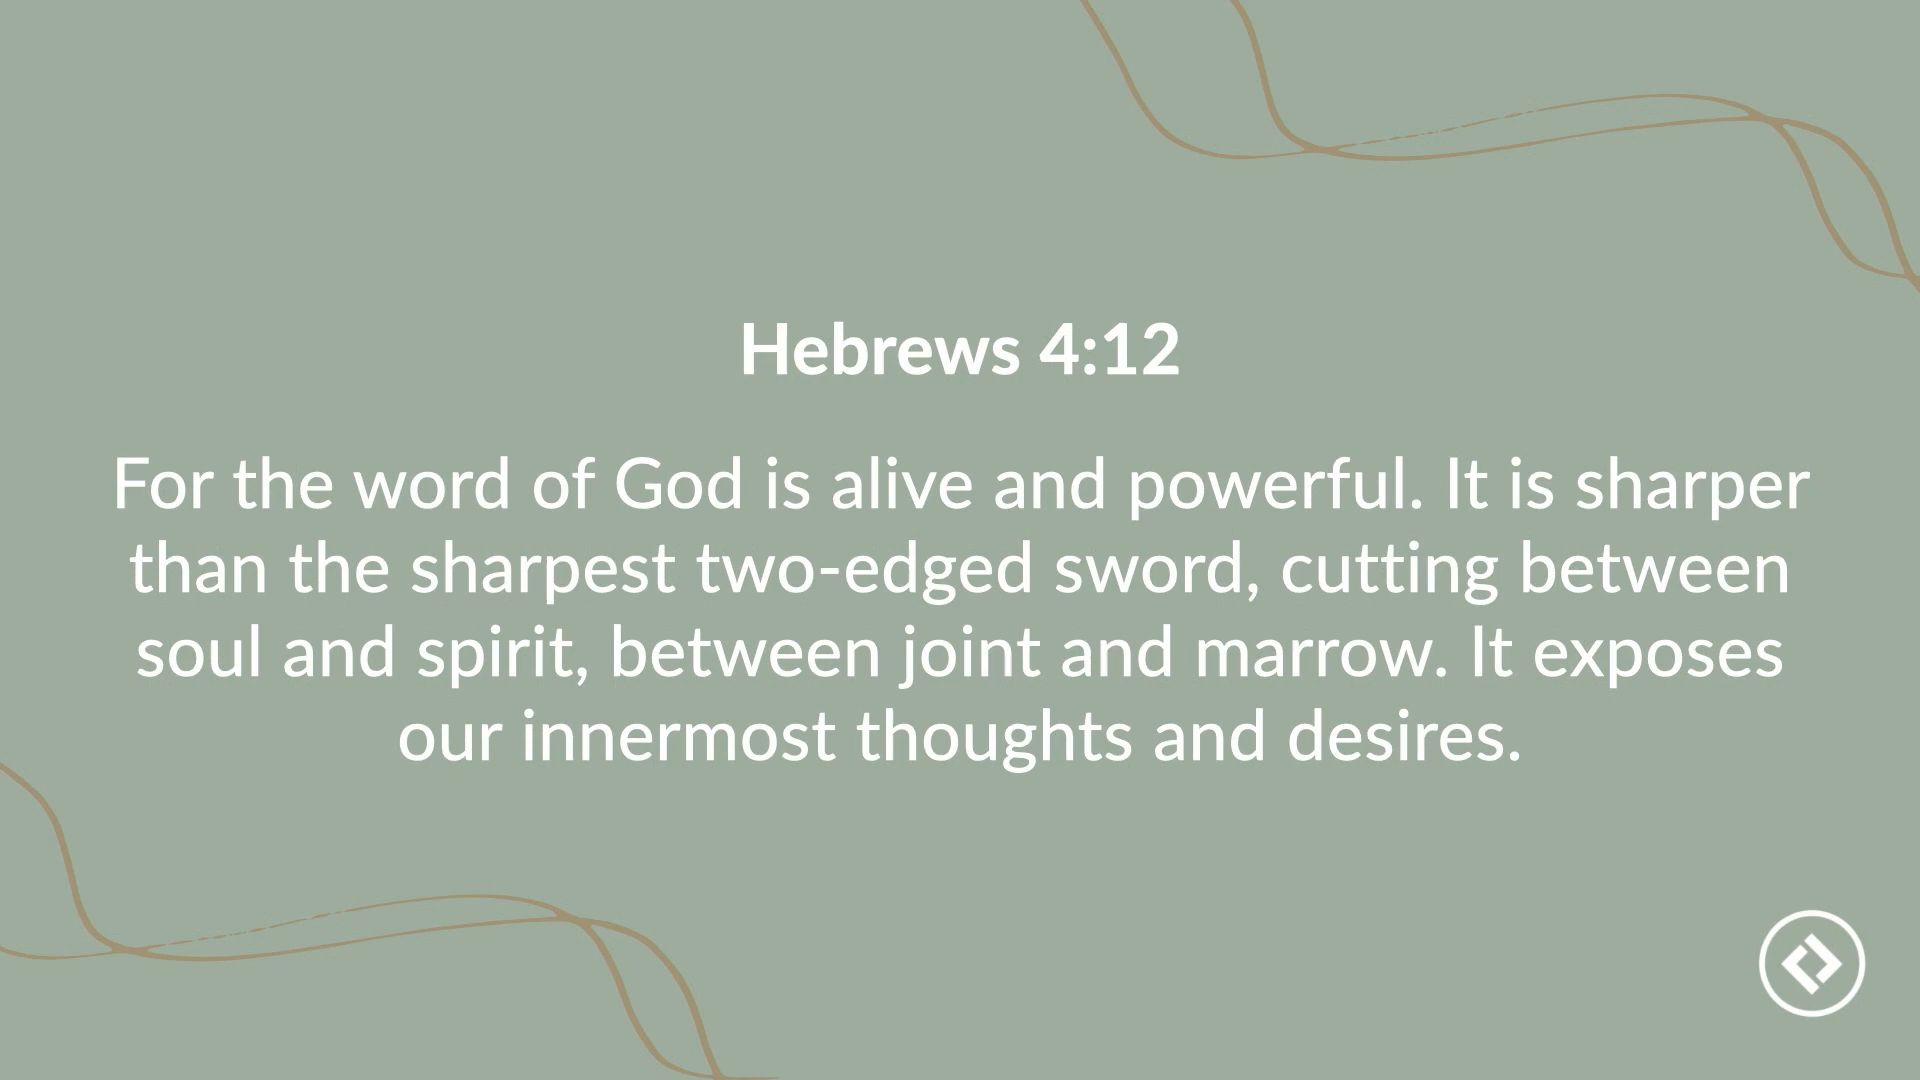 Hebrews 4:12
For the word of God is alive and powerful. It is sharper
than the sharpest two-edged sword, cutting between
soul and spirit, between joint and marrow. It exposes
our innermost thoughts and desires.